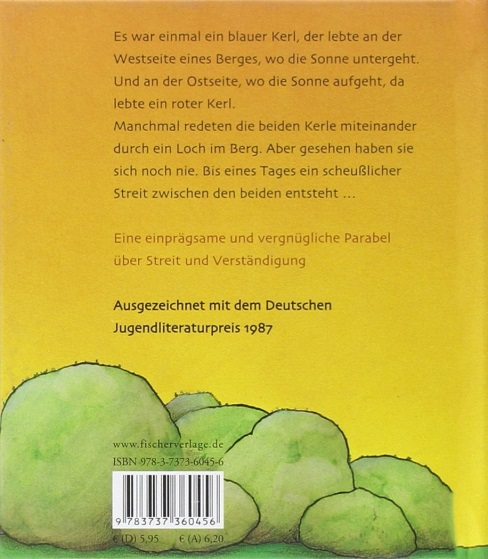 Es war einmal ein blauer Kerl, der lebte an der
Westseite eines Berges, wo die Sonne untergeht.
Und an der Ostseite, wo die Sonne aufgeht, da
lebte ein roter Kerl.
Manchmal redeten die beiden Kerle miteinander
durch ein Loch im Berg. Aber gesehen haben sie
sich noch nie. Bis eines Tages ein scheußlicher
Streit zwischen den beiden entsteht ...
Eine einprägsame und vergnügliche Parabel
über Streit und Verständigung
Ausgezeichnet mit dem Deutschen
Jugendliteraturpreis 1987
www.fischerverlage.de
ISBN 978-3-7373-6045-6
9 783737 360456
€ (D) 5,95 € (A) 6,20